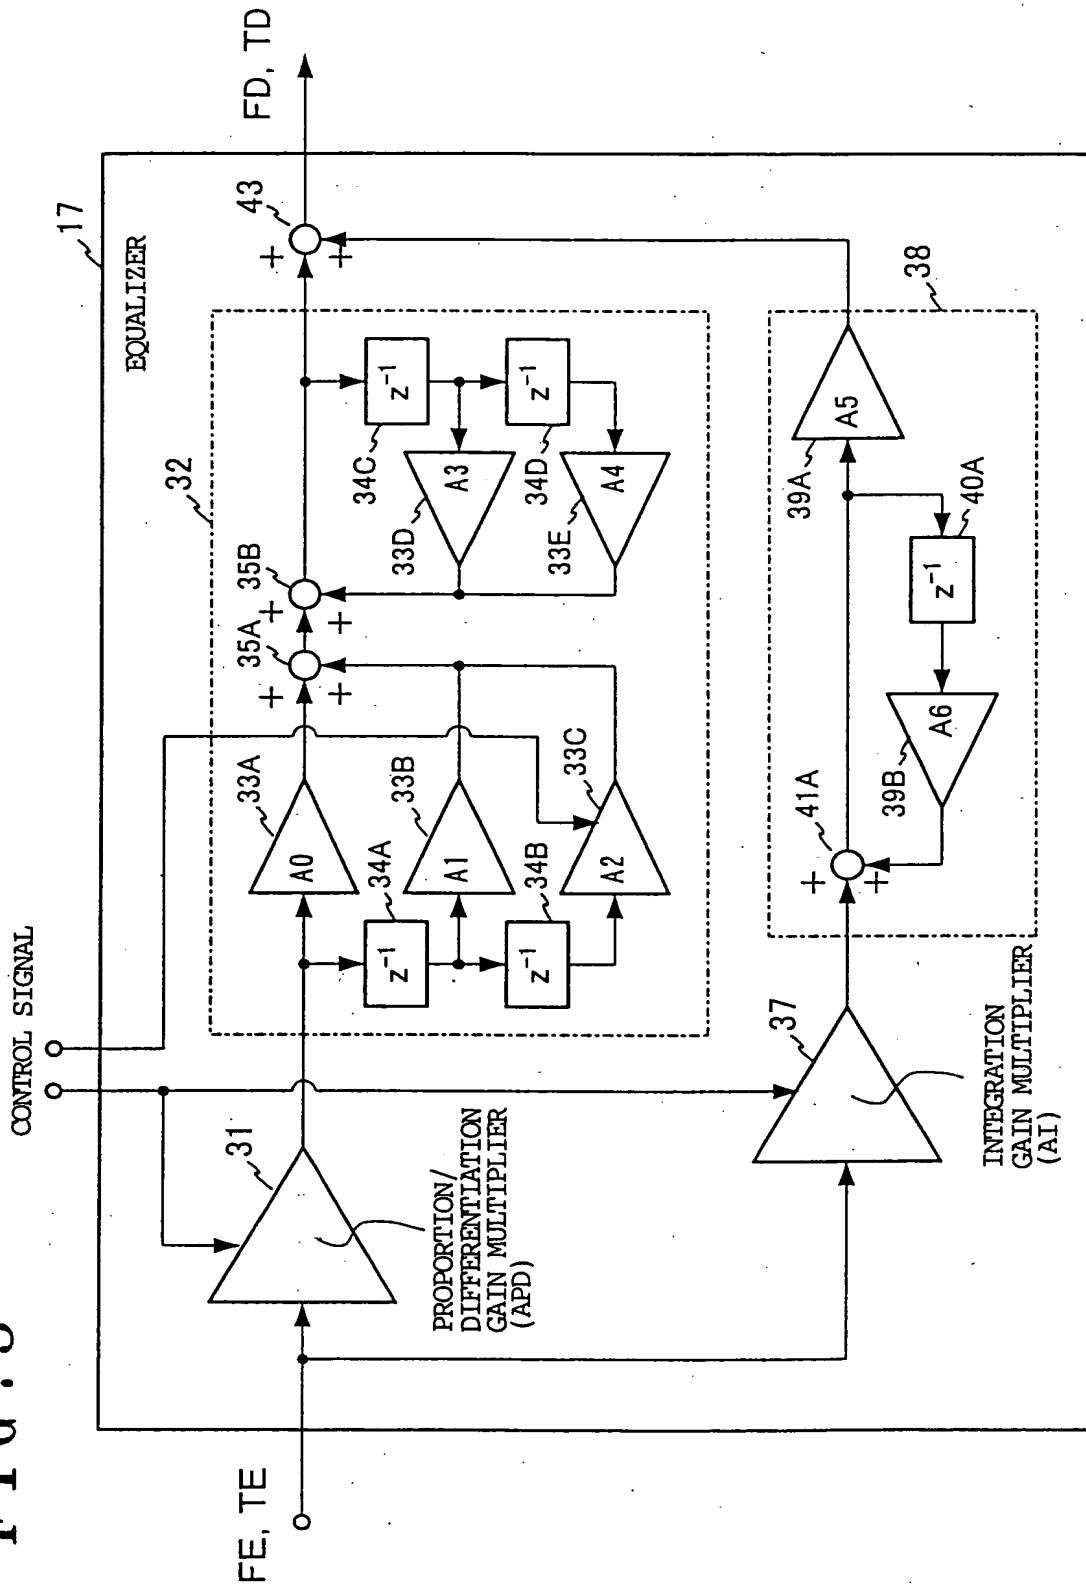 FIG. 3
CONTROL SIGNAL
17
EQUALIZER
FE, TE
31
PROPORTION/
DIFFERENTIATION
GAIN MULTIPLIER
(APD)
32
33A
A0
34A
z⁻¹
33B
A1
34B
z⁻¹
33C
A2
35A
+
+
35B
+
+
34C
z⁻¹
33D
A3
34D
z⁻¹
33E
A4
43
+
+
FD, TD
37
INTEGRATION
GAIN MULTIPLIER
(AI)
38
41A
+
+
39A
A5
40A
z⁻¹
39B
A6